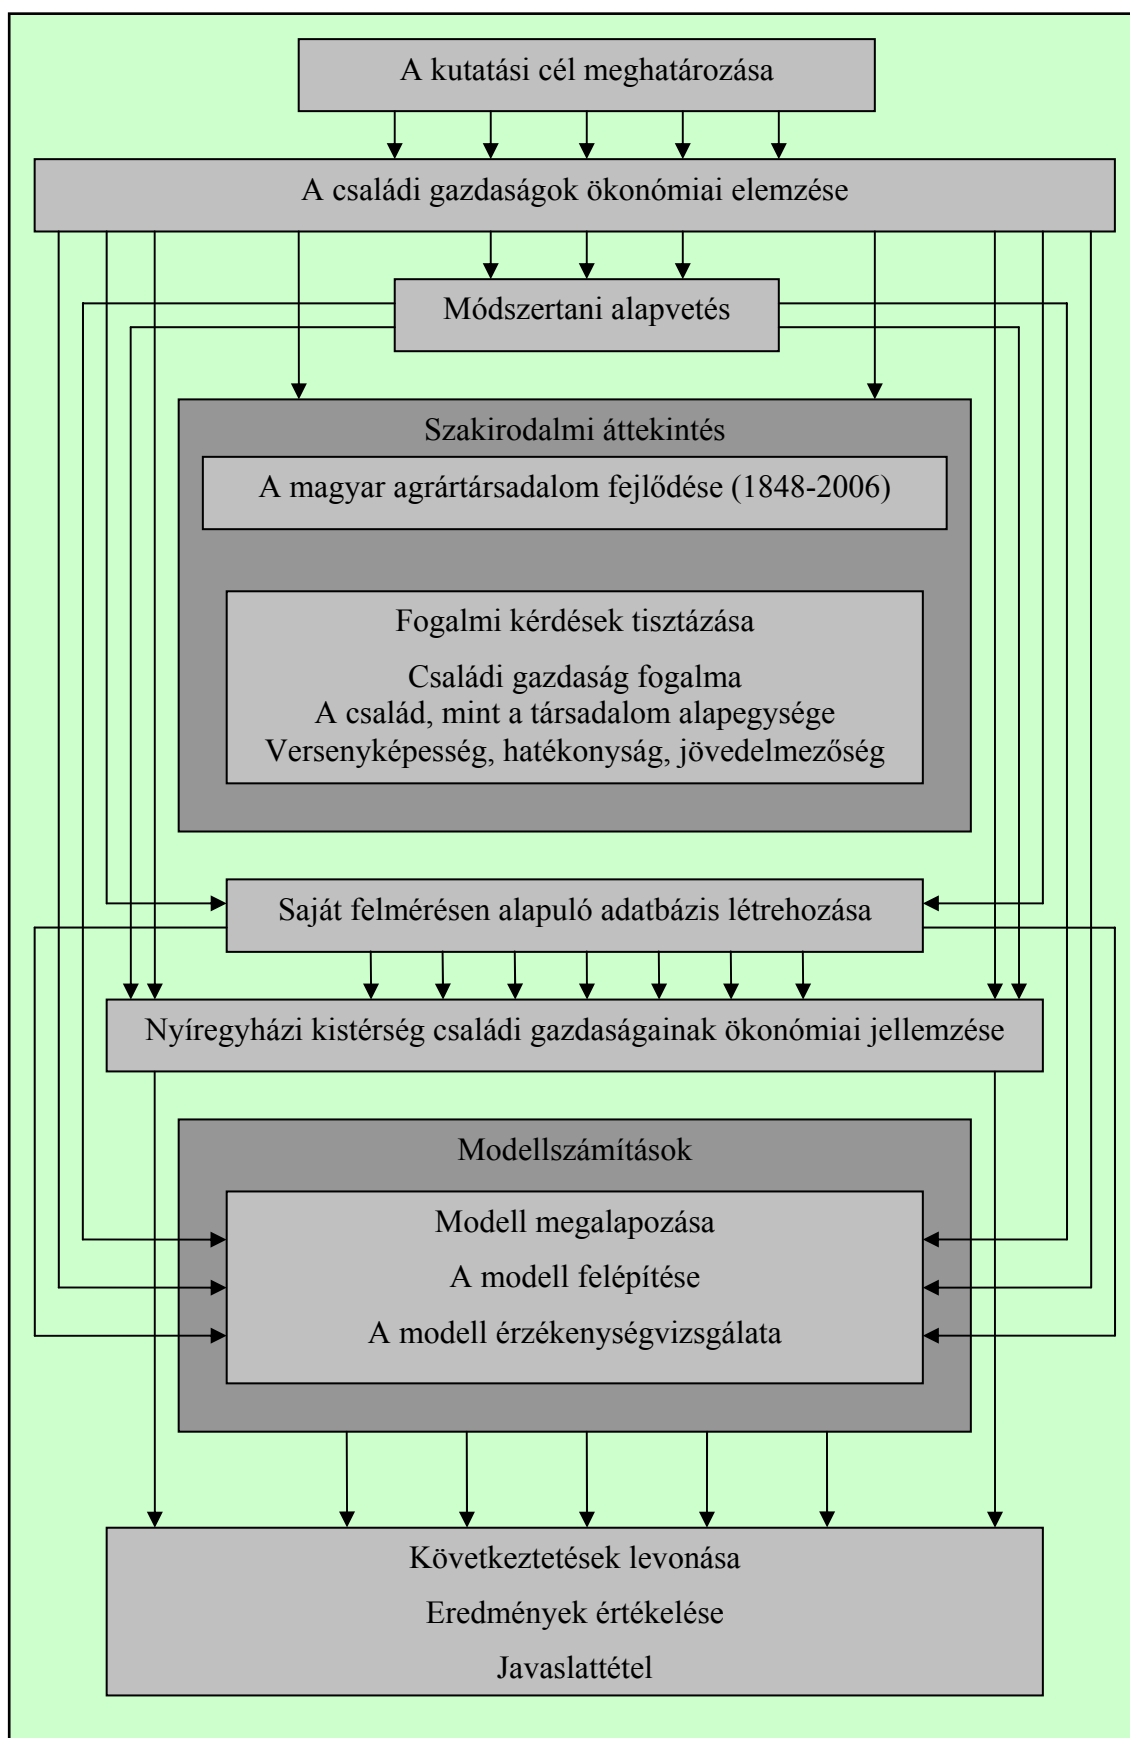 A kutatási cél meghatározása
A családi gazdaságok ökonómiai elemzése
Módszertani alapvetés
Szakirodalmi áttekintés
A magyar agrártársadalom fejlődése (1848-2006)
Fogalmi kérdések tisztázása
Családi gazdaság fogalma
A család, mint a társadalom alapegysége
Versenyképesség, hatékonyság, jövedelmezőség
Saját felmérésen alapuló adatbázis létrehozása
Nyíregyházi kistérség családi gazdaságainak ökonómiai jellemzése
Modellszámítások
Modell megalapozása
A modell felépítése
A modell érzékenységvizsgálata
Következtetések levonása
Eredmények értékelése
Javaslattétel